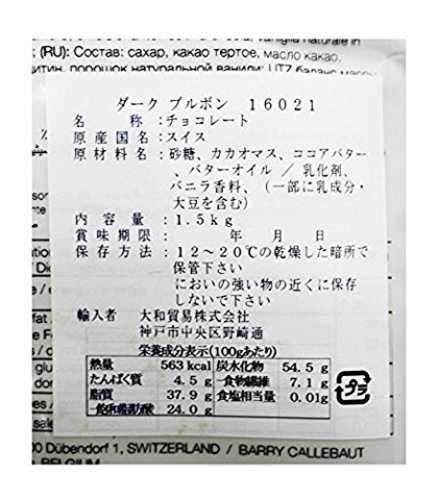 vaniglia naturale in
(RU): Состав: сахар, какао тертое, масло какао,
порошок натуральной ванили; UTZ баланс массы
ダーク ブルボン 16021
名 称:チョコレート
原産国名:スイス
原材料名:砂糖、カカオマス、ココアバター
、バターオイル / 乳化剤、
バニラ香料、(一部に乳成分・
大豆を含む)
内容量:1.5kg
賞味期限: 年 月 日
保存方法:12~20℃の乾燥した暗所で
保管下さい
においの強い物の近くに保存
しないで下さい
輸入者 大和貿易株式会社
神戸市中央区野崎通
栄養成分表示(100gあたり)
熱量 563 kcal 炭水化物 54.5 g
たんぱく質 4.5 g 食物繊維 7.1 g
脂質 37.9 g 食塩相当量 0.01g
飽和脂肪酸 24.0 g
プラ
00 Dübendorf 1, SWITZERLAND / BARRY CALLEBAUT
BELGIUM